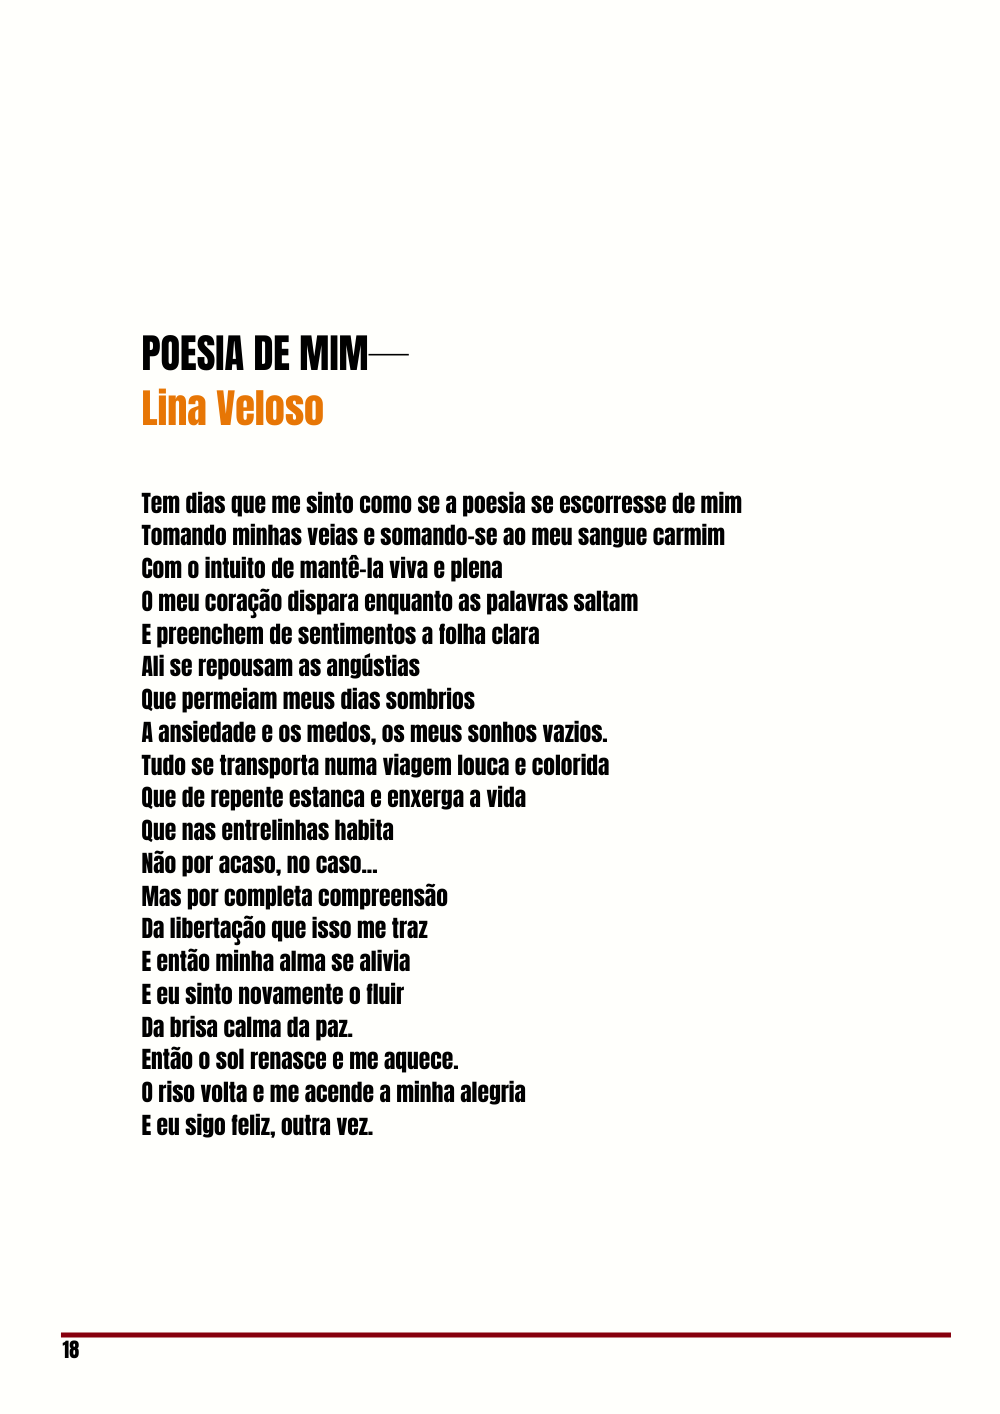 POESIA DE MIM—
Lina Veloso
Tem dias que me sinto como se a poesia se escorresse de mim
Tomando minhas veias e somando-se ao meu sangue carmim
Com o intuito de mantê-la viva e plena
O meu coração dispara enquanto as palavras saltam
E preenchem de sentimentos a folha clara
Ali se repousam as angústias
Que permeiam meus dias sombrios
A ansiedade e os medos, os meus sonhos vazios.
Tudo se transporta numa viagem louca e colorida
Que de repente estanca e enxerga a vida
Que nas entrelinhas habita
Não por acaso, no caso...
Mas por completa compreensão
Da libertação que isso me traz
E então minha alma se alivia
E eu sinto novamente o fluir
Da brisa calma da paz.
Então o sol renasce e me aquece.
O riso volta e me acende a minha alegria
E eu sigo feliz, outra vez.
18